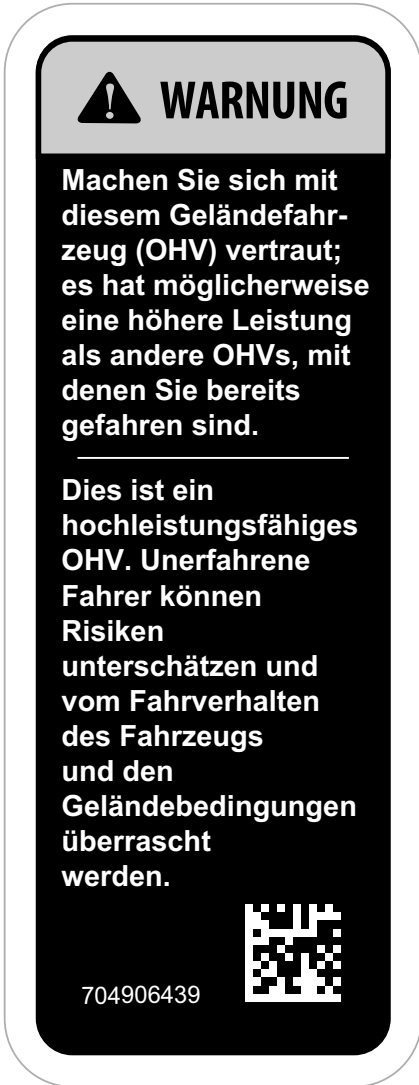 WARNUNG
Machen Sie sich mit
diesem Geländefahr-
zeug (OHV) vertraut;
es hat möglicherweise
eine höhere Leistung
als andere OHVs, mit
denen Sie bereits
gefahren sind.
Dies ist ein
hochleistungsfähiges
OHV. Unerfahrene
Fahrer können
Risiken
unterschätzen und
vom Fahrverhalten
des Fahrzeugs
und den
Geländebedingungen
überrascht
werden.
704906439